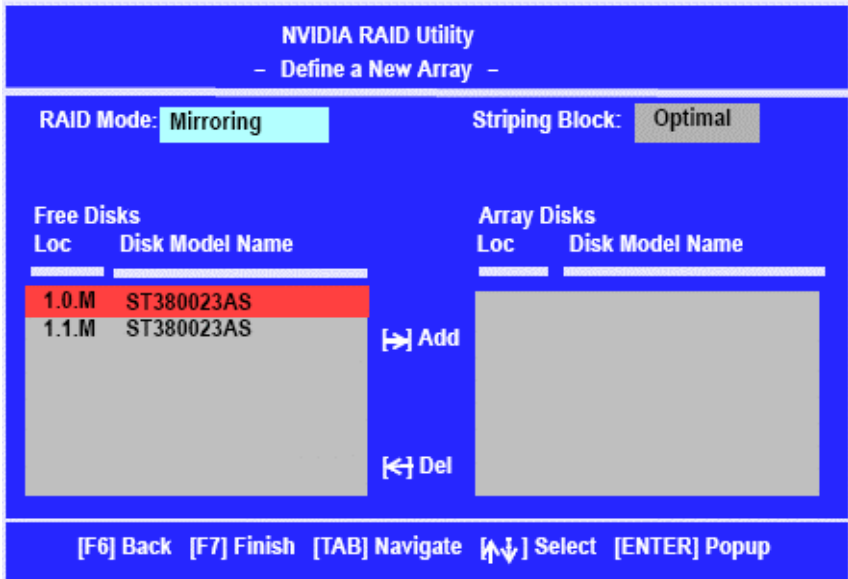 NVIDIA RAID Utility
– Define a New Array –
RAID Mode: Mirroring Striping Block: Optimal
Free Disks Array Disks
Loc Disk Model Name Loc Disk Model Name
1.0.M ST380023AS
1.1.M ST380023AS
[→] Add
[←] Del
[F6] Back [F7] Finish [TAB] Navigate [↑↓] Select [ENTER] Popup